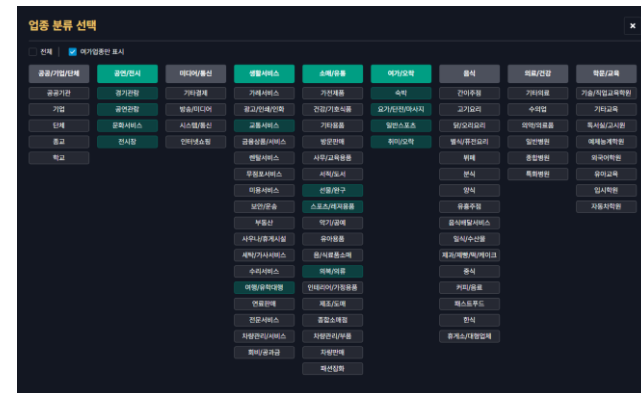 업종 분류 선택
×
전체
여가업종만 표시
공공/기업/단체 공연/전시 미디어/통신 생활서비스 소매/유통 여가/오락 음식 의료/건강 학문/교육
공공기관 경기관람 기타결제 가례서비스 가전제품 숙박 간이주점 기타의료 기술/직업교육학원
기업 공연관람 방송/미디어 광고/인쇄/인화 건강/기호식품 요가/단전/마사지 고기요리 수의업 기타교육
단체 문화서비스 시스템/통신 교통서비스 기타용품 일반스포츠 닭/오리요리 의약/의료품 독서실/고시원
종교 전시장 인터넷쇼핑 금융상품/서비스 방문판매 취미/오락 별식/퓨전요리 일반병원 예체능계학원
학교 렌탈서비스 사무/교육용품 뷔페 종합병원 외국어학원
무점포서비스 서적/도서 분식 특화병원 유아교육
미용서비스 선물/완구 양식 입시학원
보안/운송 스포츠/레저용품 유흥주점 자동차학원
부동산 악기/공예 음식배달서비스
사우나/휴게시설 유아용품 일식/수산물
세탁/가사서비스 음/식료품소매 제과/제빵/떡/케이크
수리서비스 의복/의류 중식
여행/유학대행 인테리어/가정용품 커피/음료
연료판매 제조/도매 패스트푸드
전문서비스 종합소매점 한식
차량관리/서비스 차량관리/부품 휴게소/대형업체
회비/공과금 차량판매
패션잡화